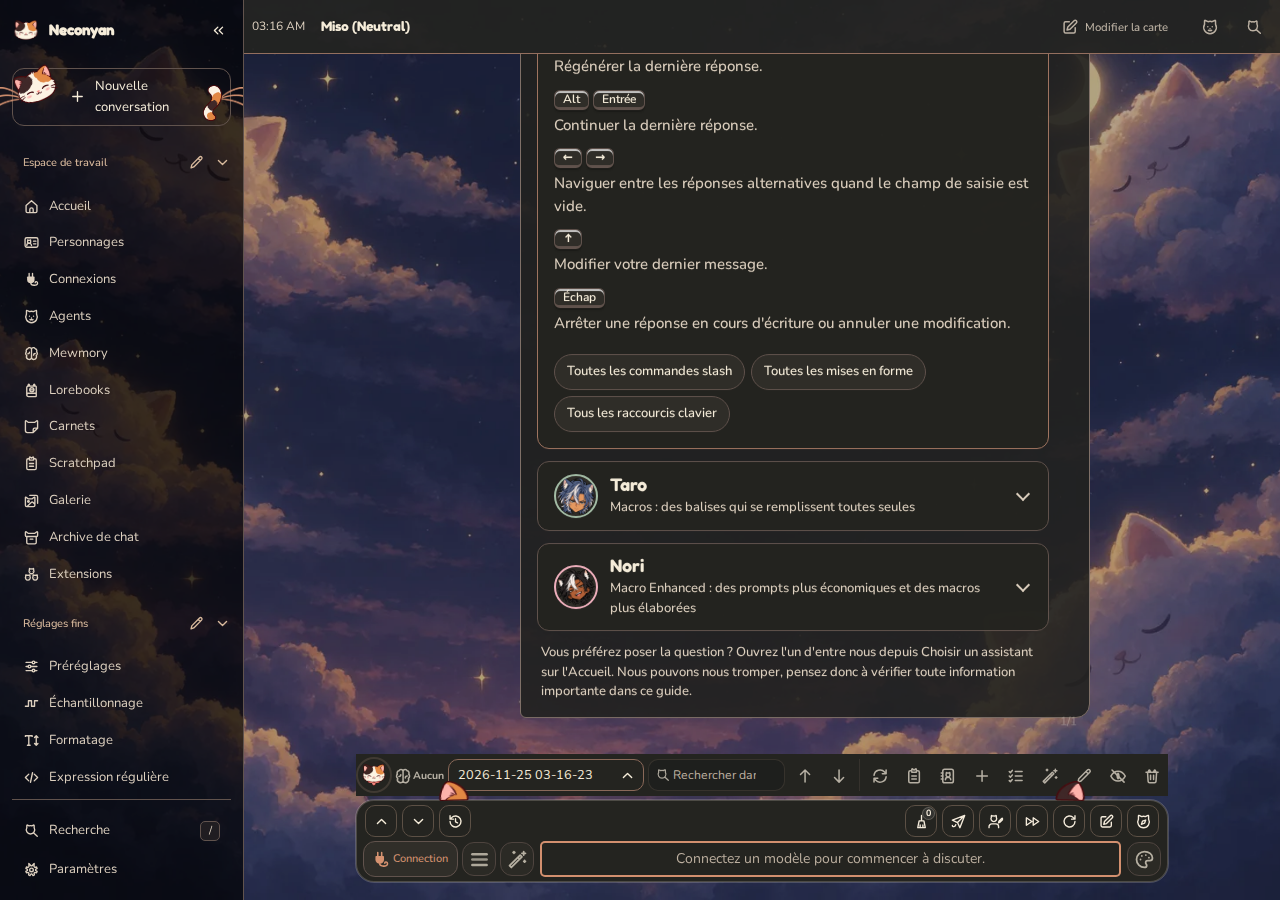 Neconyan
Nouvelle
conversation
Espace de travail
Accueil
Personnages
Connexions
Agents
Mewmory
Lorebooks
Carnets
Scratchpad
Galerie
Archive de chat
Extensions
Réglages fins
Préréglages
Échantillonnage
Formatage
Expression régulière
Recherche
/
Paramètres
03:16 AM
Miso (Neutral)
Modifier la carte
Régénérer la dernière réponse.
Alt Entrée
Continuer la dernière réponse.
← →
Naviguer entre les réponses alternatives quand le champ de saisie est
vide.
↑
Modifier votre dernier message.
Échap
Arrêter une réponse en cours d'écriture ou annuler une modification.
Toutes les commandes slash
Toutes les mises en forme
Tous les raccourcis clavier
Taro
Macros : des balises qui se remplissent toutes seules
Nori
Macro Enhanced : des prompts plus économiques et des macros
plus élaborées
Vous préférez poser la question ? Ouvrez l'un d'entre nous depuis Choisir un assistant
sur l'Accueil. Nous pouvons nous tromper, pensez donc à vérifier toute information
importante dans ce guide.
1/1
Aucun
2026-11-25 03-16-23
Rechercher dar
0
Connection
Connectez un modèle pour commencer à discuter.